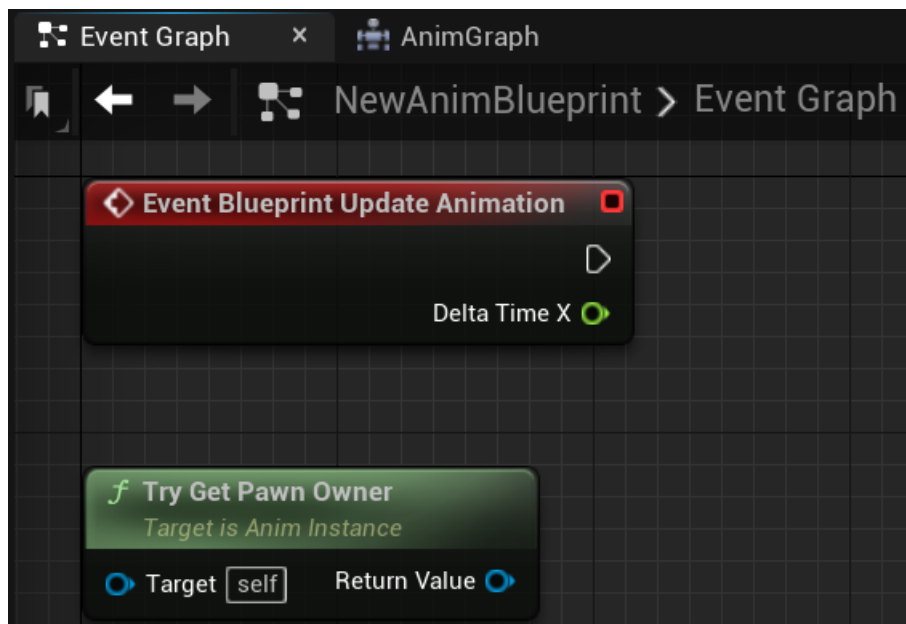 Event Graph × AnimGraph
NewAnimBlueprint > Event Graph
Event Blueprint Update Animation
Delta Time X
f Try Get Pawn Owner
Target is Anim Instance
Target self Return Value